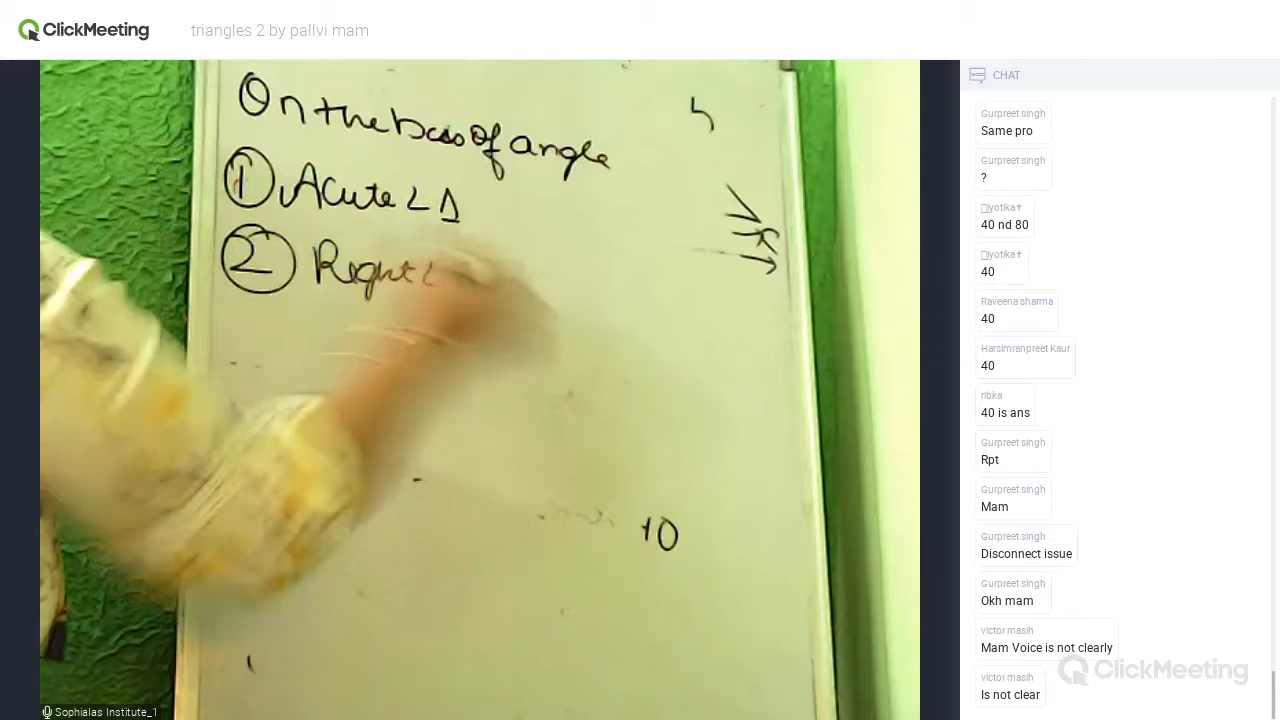 ClickMeeting
triangles 2 by pallvi mam
On the basis of angle
① Acute ∠ Δ
② Right ∠
10
Sophialas Institute_1
CHAT
Gurpreet singh
Same pro
Gurpreet singh
?
yotika✝
40 nd 80
yotika✝
40
Raveena sharma
40
Harsimranpreet Kaur
40
ribka
40 is ans
Gurpreet singh
Rpt
Gurpreet singh
Mam
Gurpreet singh
Disconnect issue
Gurpreet singh
Okh mam
victor masih
Mam Voice is not clearly
victor masih
Is not clear
ClickMeeting